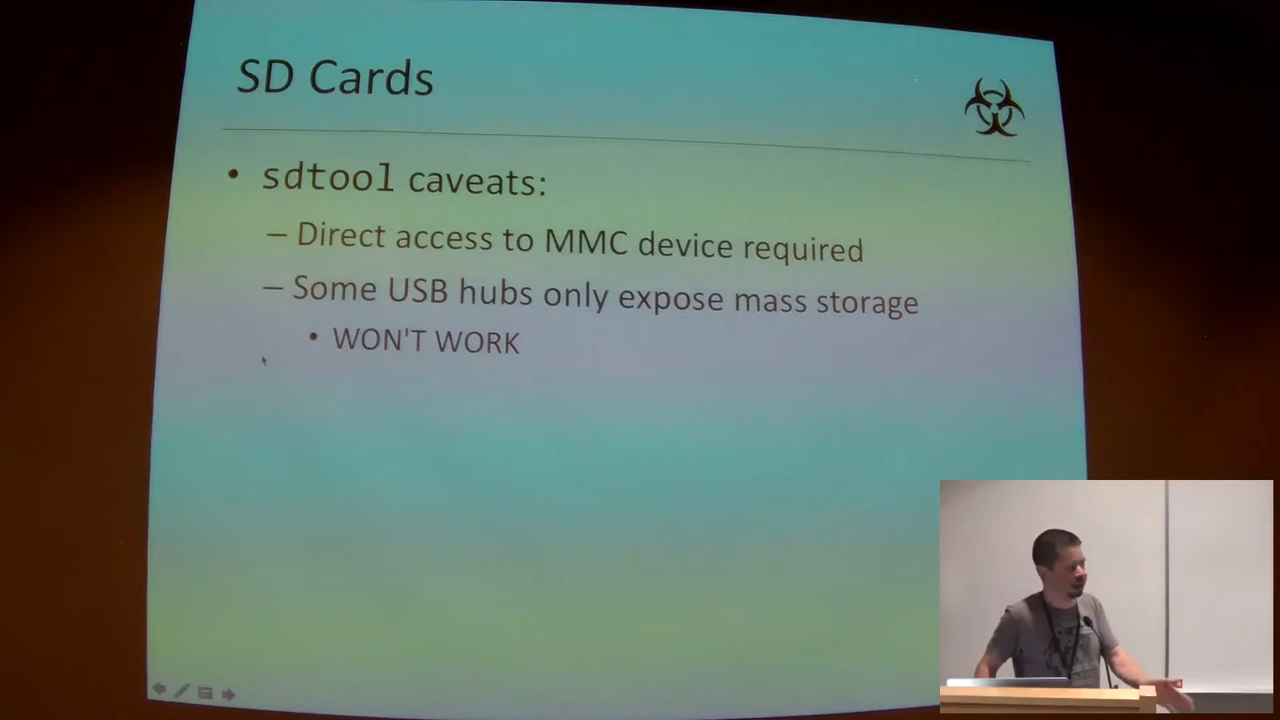 SD Cards
• sdtool caveats:
– Direct access to MMC device required
– Some USB hubs only expose mass storage
• WON'T WORK